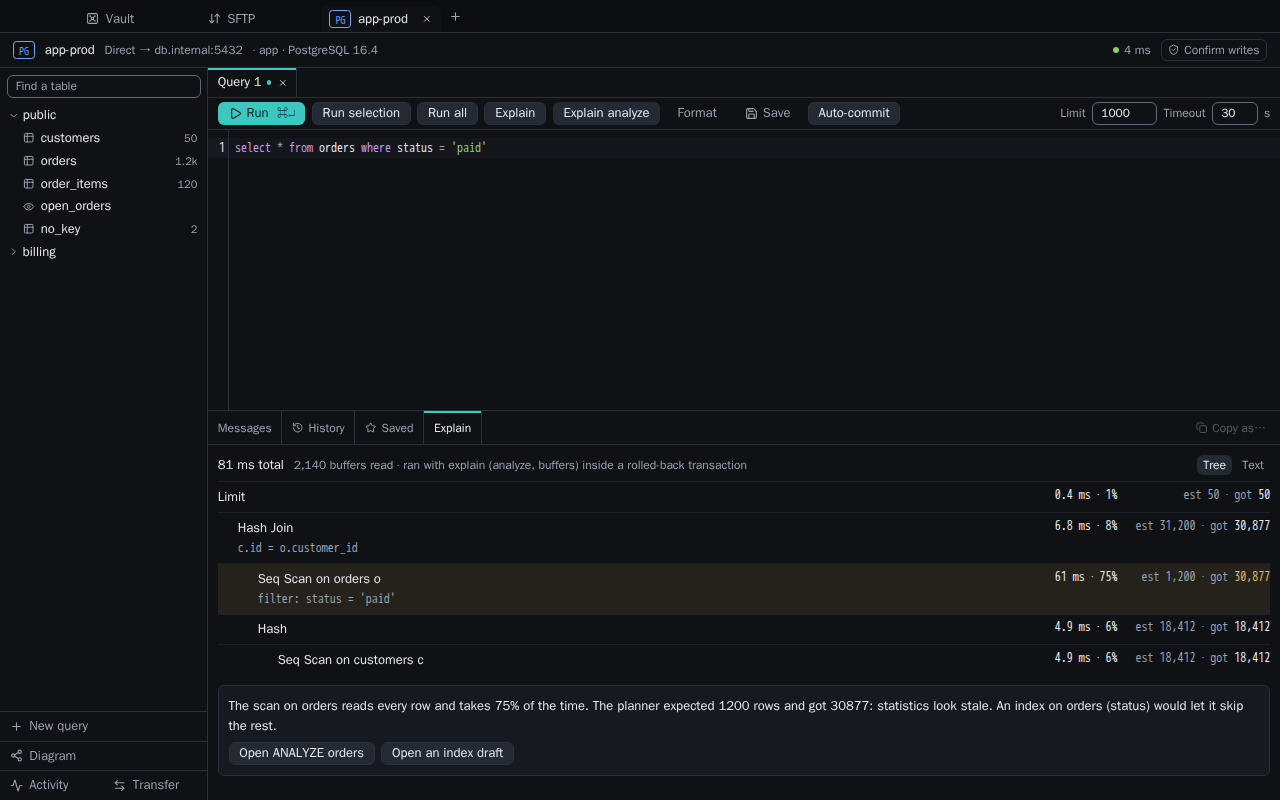 Vault
SFTP
PG app-prod × +
PG app-prod Direct → db.internal:5432 · app · PostgreSQL 16.4
4 ms
Confirm writes
Find a table
public
customers 50
orders 1.2k
order_items 120
open_orders
no_key 2
billing
New query
Diagram
Activity
Transfer
Query 1 • ×
Run ⌘↵
Run selection
Run all
Explain
Explain analyze
Format
Save
Auto-commit
Limit 1000
Timeout 30 s
1 select * from orders where status = 'paid'
Messages
History
Saved
Explain
Copy as…
81 ms total 2,140 buffers read · ran with explain (analyze, buffers) inside a rolled-back transaction
Tree
Text
Limit 0.4 ms · 1% est 50 · got 50
Hash Join 6.8 ms · 8% est 31,200 · got 30,877
c.id = o.customer_id
Seq Scan on orders o 61 ms · 75% est 1,200 · got 30,877
filter: status = 'paid'
Hash 4.9 ms · 6% est 18,412 · got 18,412
Seq Scan on customers c 4.9 ms · 6% est 18,412 · got 18,412
The scan on orders reads every row and takes 75% of the time. The planner expected 1200 rows and got 30877: statistics look stale. An index on orders (status) would let it skip
the rest.
Open ANALYZE orders
Open an index draft